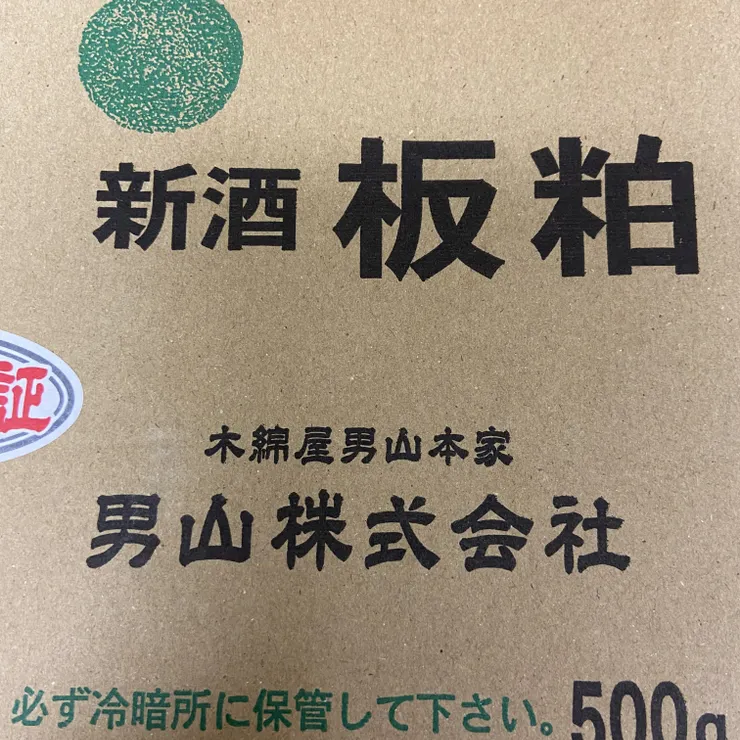 新酒 板粕
証
木綿屋男山本家
男山株式会社
必ず冷暗所に保管して下さい。 500g